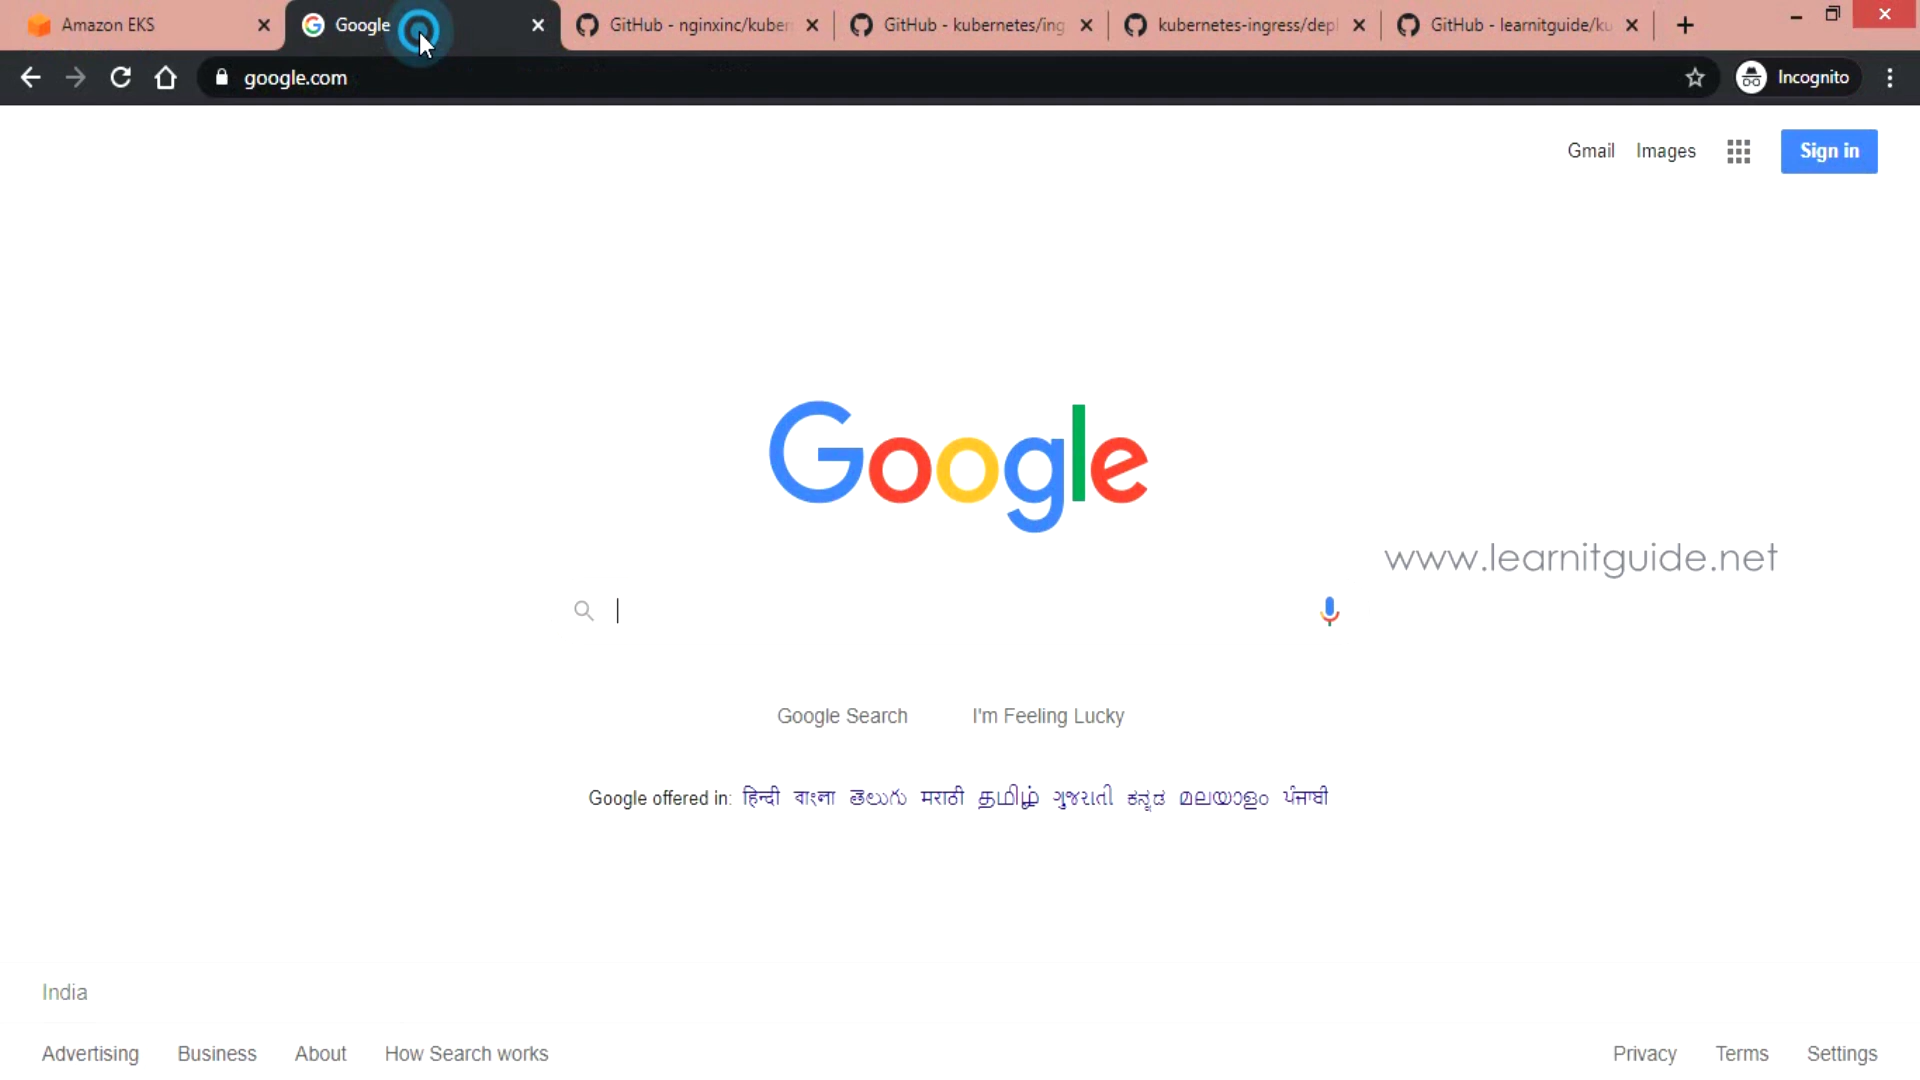 Amazon EKS Google GitHub - nginxinc/kuber GitHub - kubernetes/ing kubernetes-ingress/depl GitHub - learnitguide/ku
google.com Incognito
Gmail Images Sign in
Google
www.learnitguide.net
Google Search I'm Feeling Lucky
Google offered in: हिन्दी বাংলা తెలుగు मराठी தமிழ் ગુજરાતી ಕನ್ನಡ മലയാളം ਪੰਜਾਬੀ
India
Advertising Business About How Search works Privacy Terms Settings